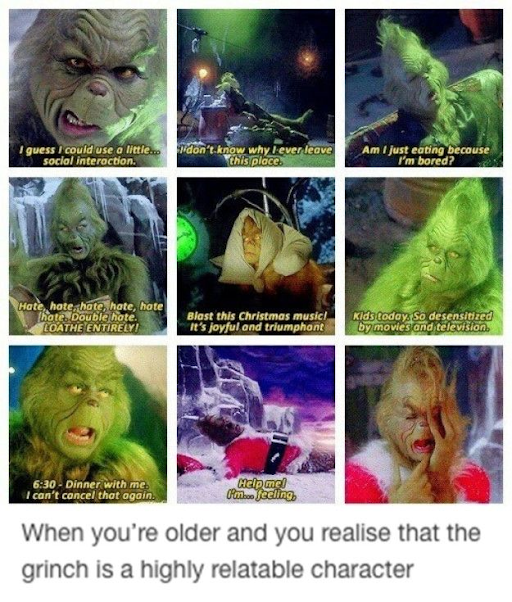 I guess I could use a little...
social interaction.
I don't know why I ever leave
this place.
Am I just eating because
I'm bored?
Hate, hate, hate, hate, hate
hate. Double hate.
LOATHE ENTIRELY!
Blast this Christmas music!
It's joyful and triumphant
Kids today. So desensitized
by movies and television.
6:30 - Dinner with me.
I can't cancel that again.
Help me!
I'm... feeling.
When you're older and you realise that the
grinch is a highly relatable character